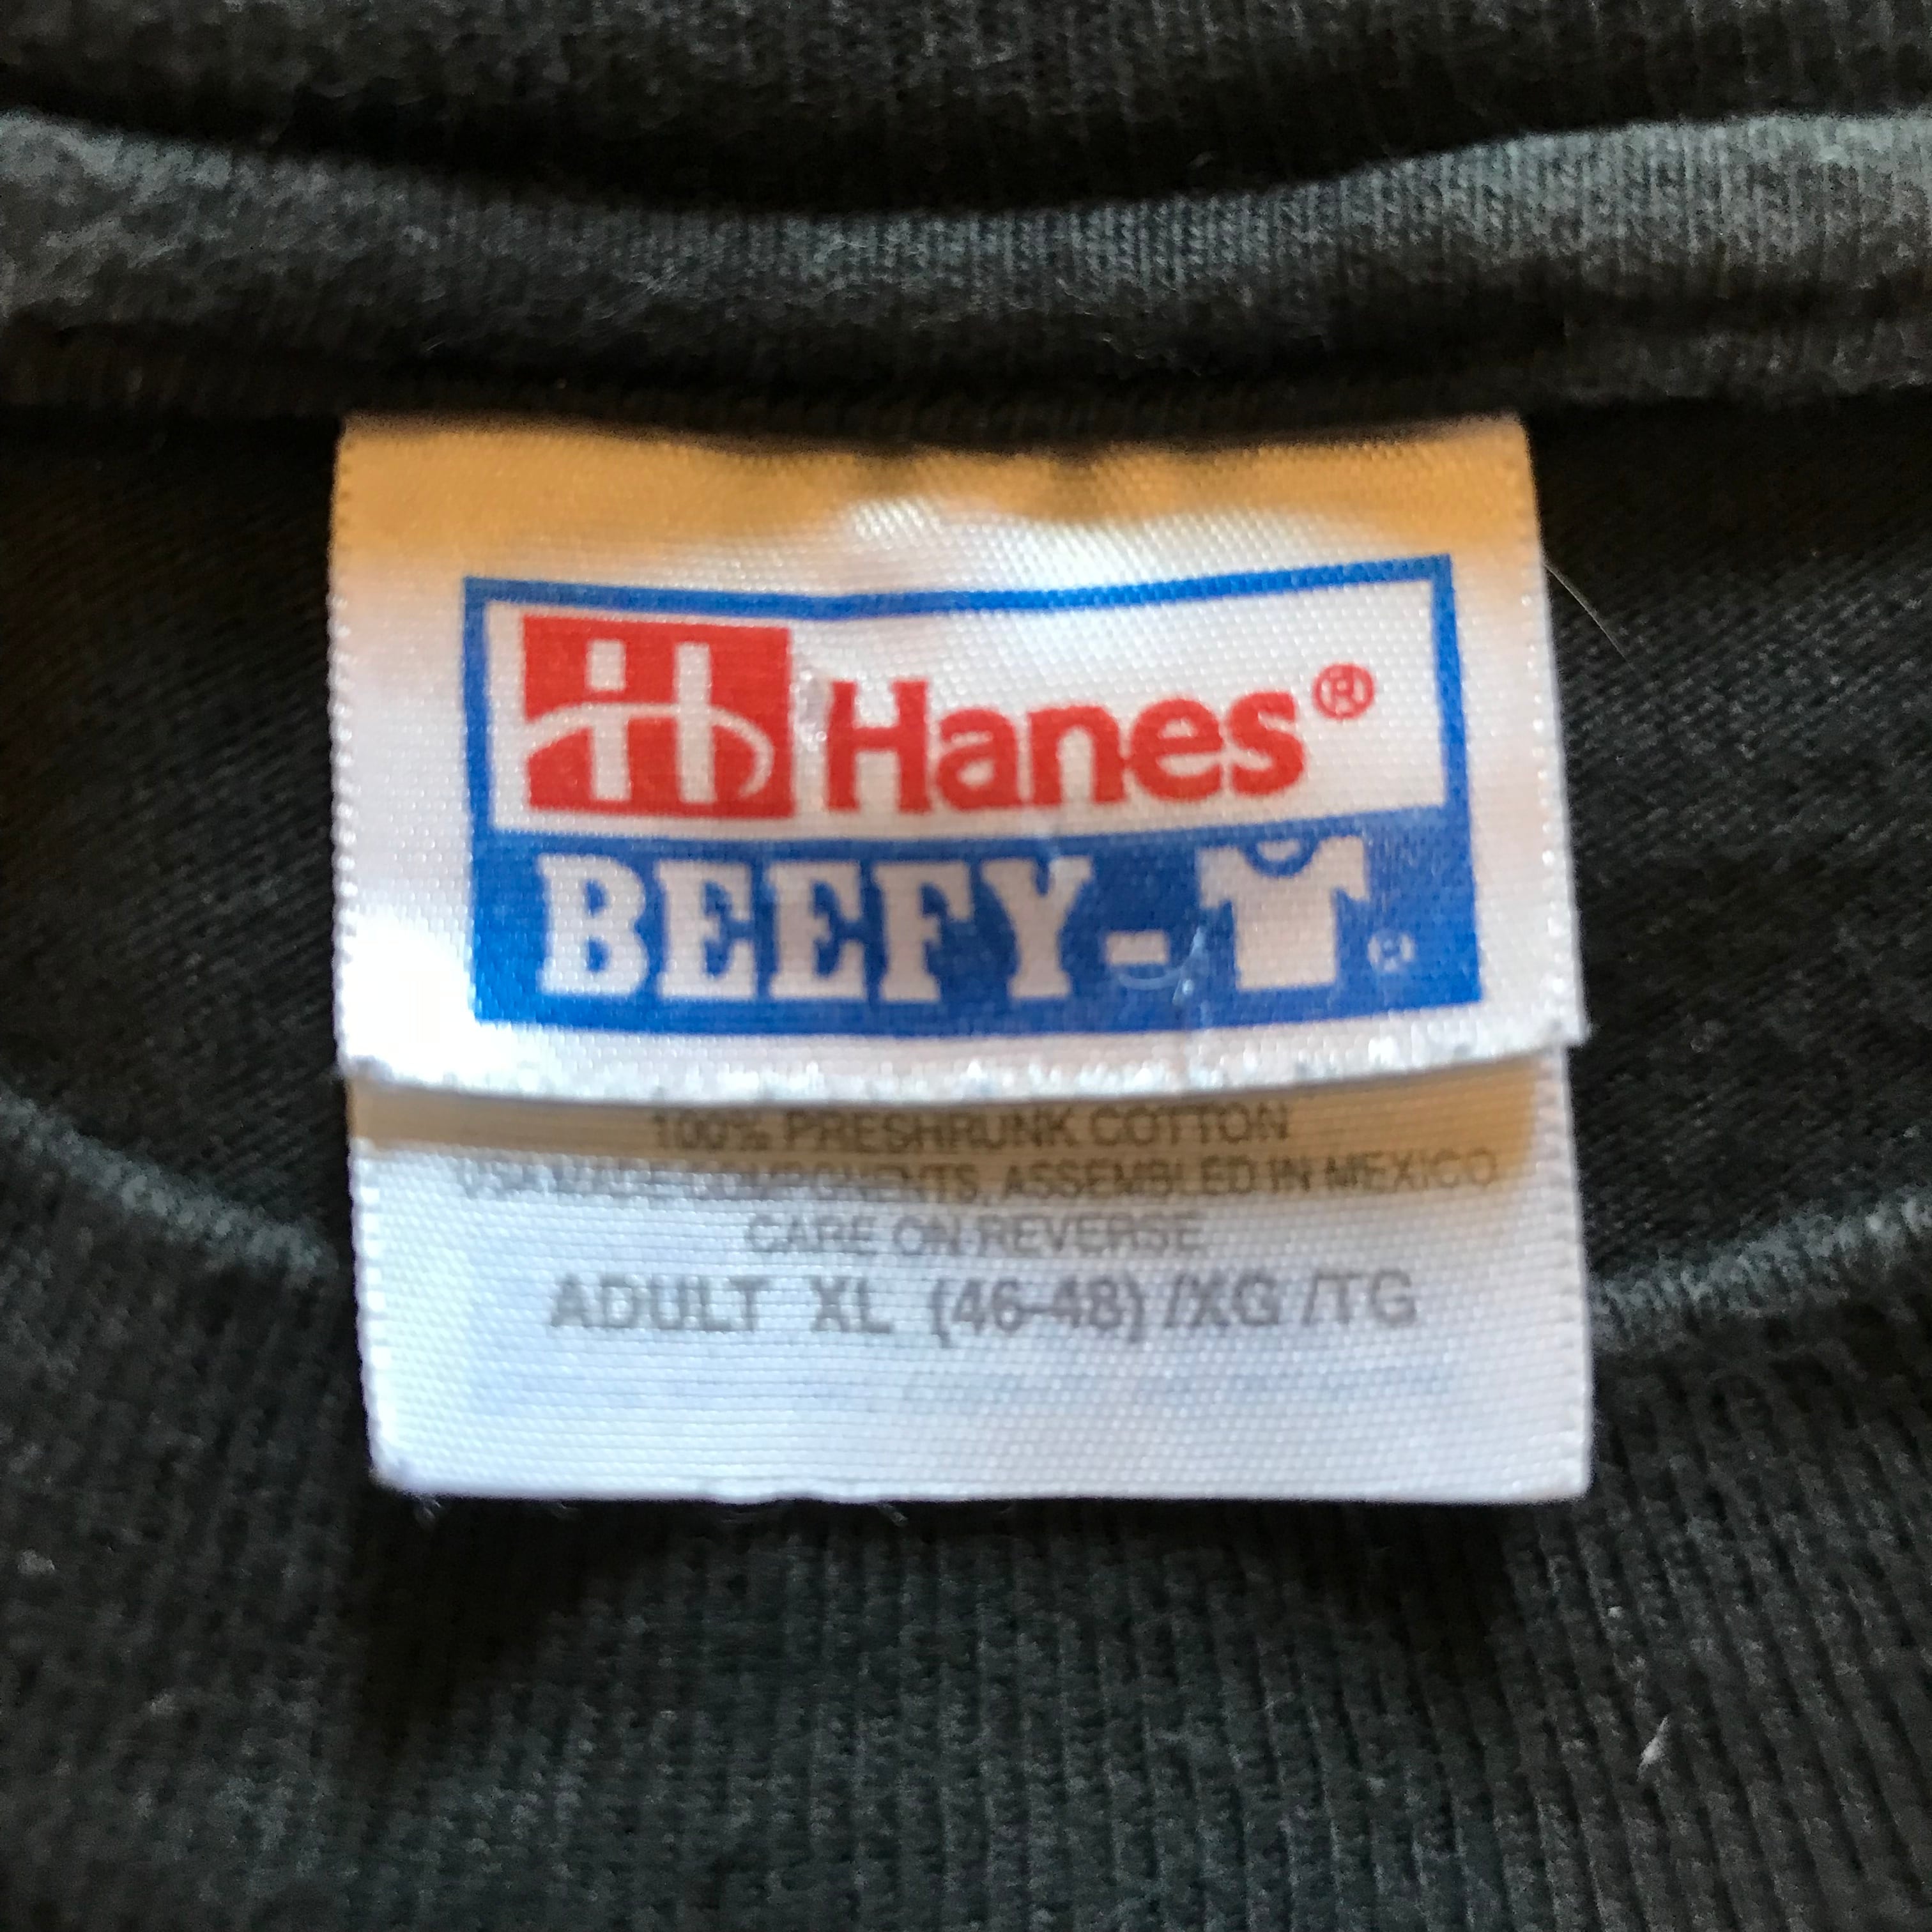 H Hanes®
BEEFY-
100% PRESHRUNK COTTON
USA MADE COMPONENTS, ASSEMBLED IN MEXICO
CARE ON REVERSE
ADULT XL (46-48) /XG /TG